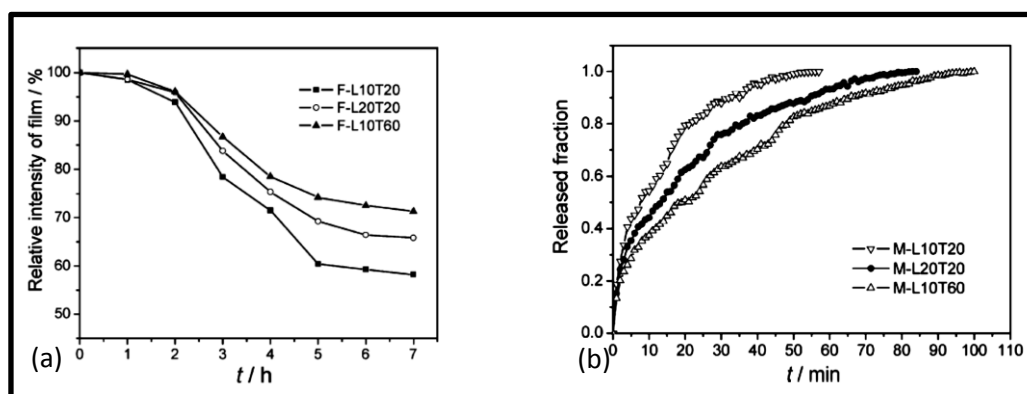 Relative intensity of film / %
100
90
80
70
60
50
F-L10T20
F-L20T20
F-L10T60
0 1 2 3 4 5 6 7
t / h
(a)
Released fraction
1.0
0.8
0.6
0.4
0.2
0.0
M-L10T20
M-L20T20
M-L10T60
0 10 20 30 40 50 60 70 80 90 100 110
t / min
(b)